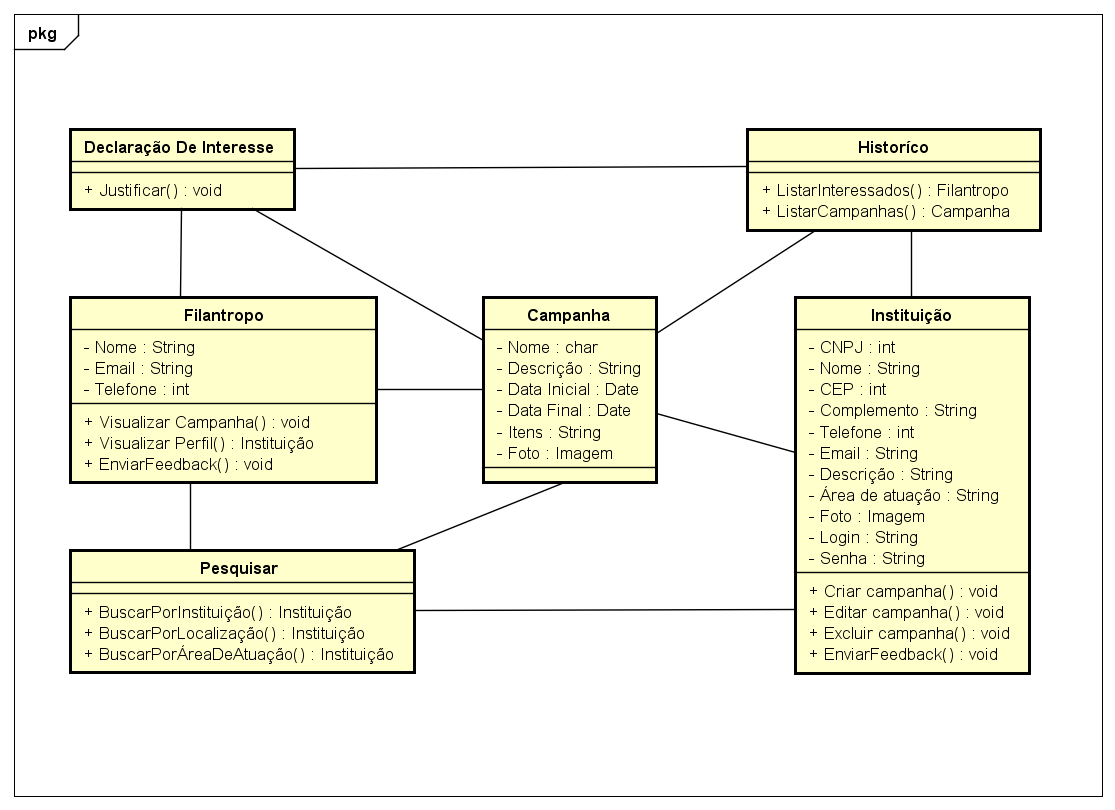 pkg
Declaração De Interesse
+ Justificar() : void
Historíco
+ ListarInteressados() : Filantropo
+ ListarCampanhas() : Campanha
Filantropo
- Nome : String
- Email : String
- Telefone : int
+ Visualizar Campanha() : void
+ Visualizar Perfil() : Instituição
+ EnviarFeedback() : void
Campanha
- Nome : char
- Descrição : String
- Data Inicial : Date
- Data Final : Date
- Itens : String
- Foto : Imagem
Instituição
- CNPJ : int
- Nome : String
- CEP : int
- Complemento : String
- Telefone : int
- Email : String
- Descrição : String
- Área de atuação : String
- Foto : Imagem
- Login : String
- Senha : String
+ Criar campanha() : void
+ Editar campanha() : void
+ Excluir campanha() : void
+ EnviarFeedback() : void
Pesquisar
+ BuscarPorInstituição() : Instituição
+ BuscarPorLocalização() : Instituição
+ BuscarPorÁreaDeAtuação() : Instituição